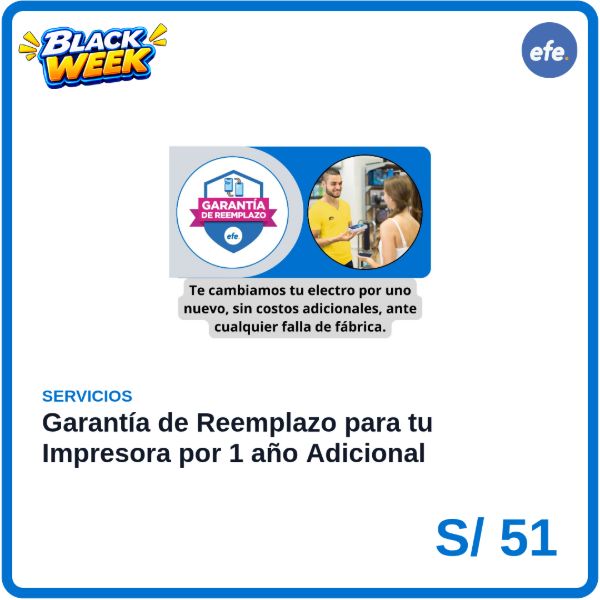 BLACK
WEEK
efe.
GARANTÍA
DE REEMPLAZO
efe.
Te cambiamos tu electro por uno
nuevo, sin costos adicionales, ante
cualquier falla de fábrica.
SERVICIOS
Garantía de Reemplazo para tu
Impresora por 1 año Adicional
S/ 51